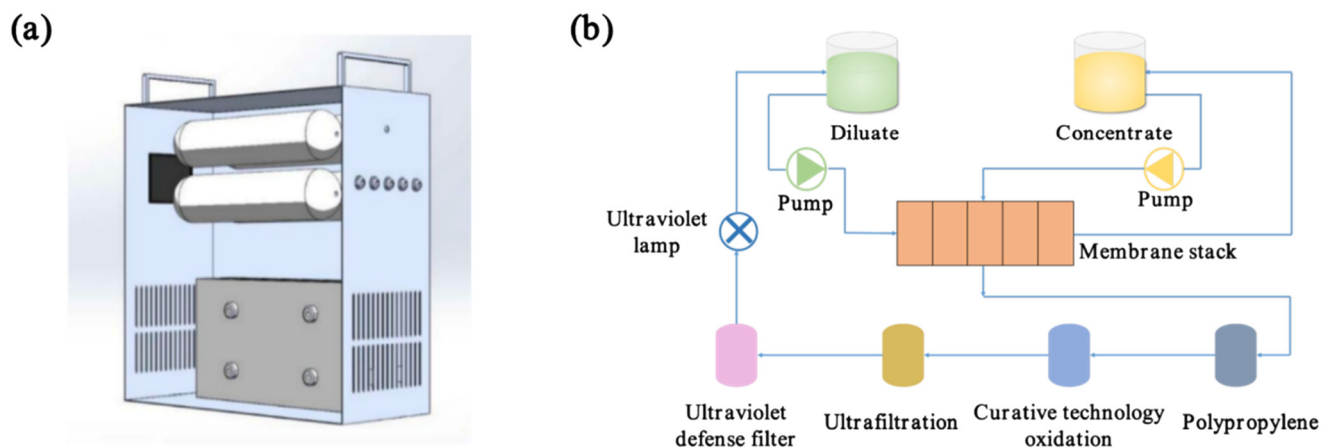 (a)
(b)
Diluate
Concentrate
Pump
Pump
Ultraviolet
lamp
Membrane stack
Ultraviolet
defense filter
Ultrafiltration
Curative technology
oxidation
Polypropylene